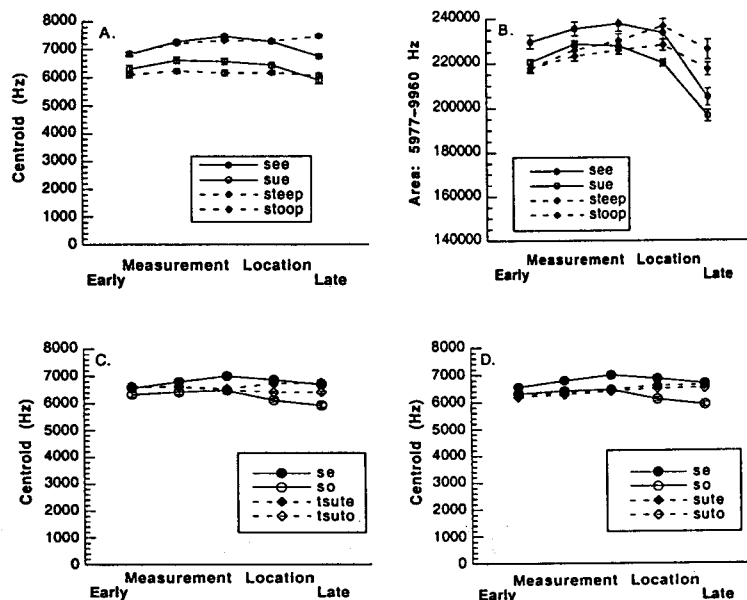 A.
Centroid (Hz)
8000
7000
6000
5000
4000
3000
2000
1000
0
see
sue
steep
stoop
Measurement Location
Early
Late
B.
Area: 5977-9960 Hz
240000
220000
200000
180000
160000
140000
see
sue
steep
stoop
Measurement Location
Early
Late
C.
Centroid (Hz)
8000
7000
6000
5000
4000
3000
2000
1000
0
se
so
tsute
tsuto
Measurement Location
Early
Late
D.
Centroid (Hz)
8000
7000
6000
5000
4000
3000
2000
1000
0
se
so
sute
suto
Measurement Location
Early
Late